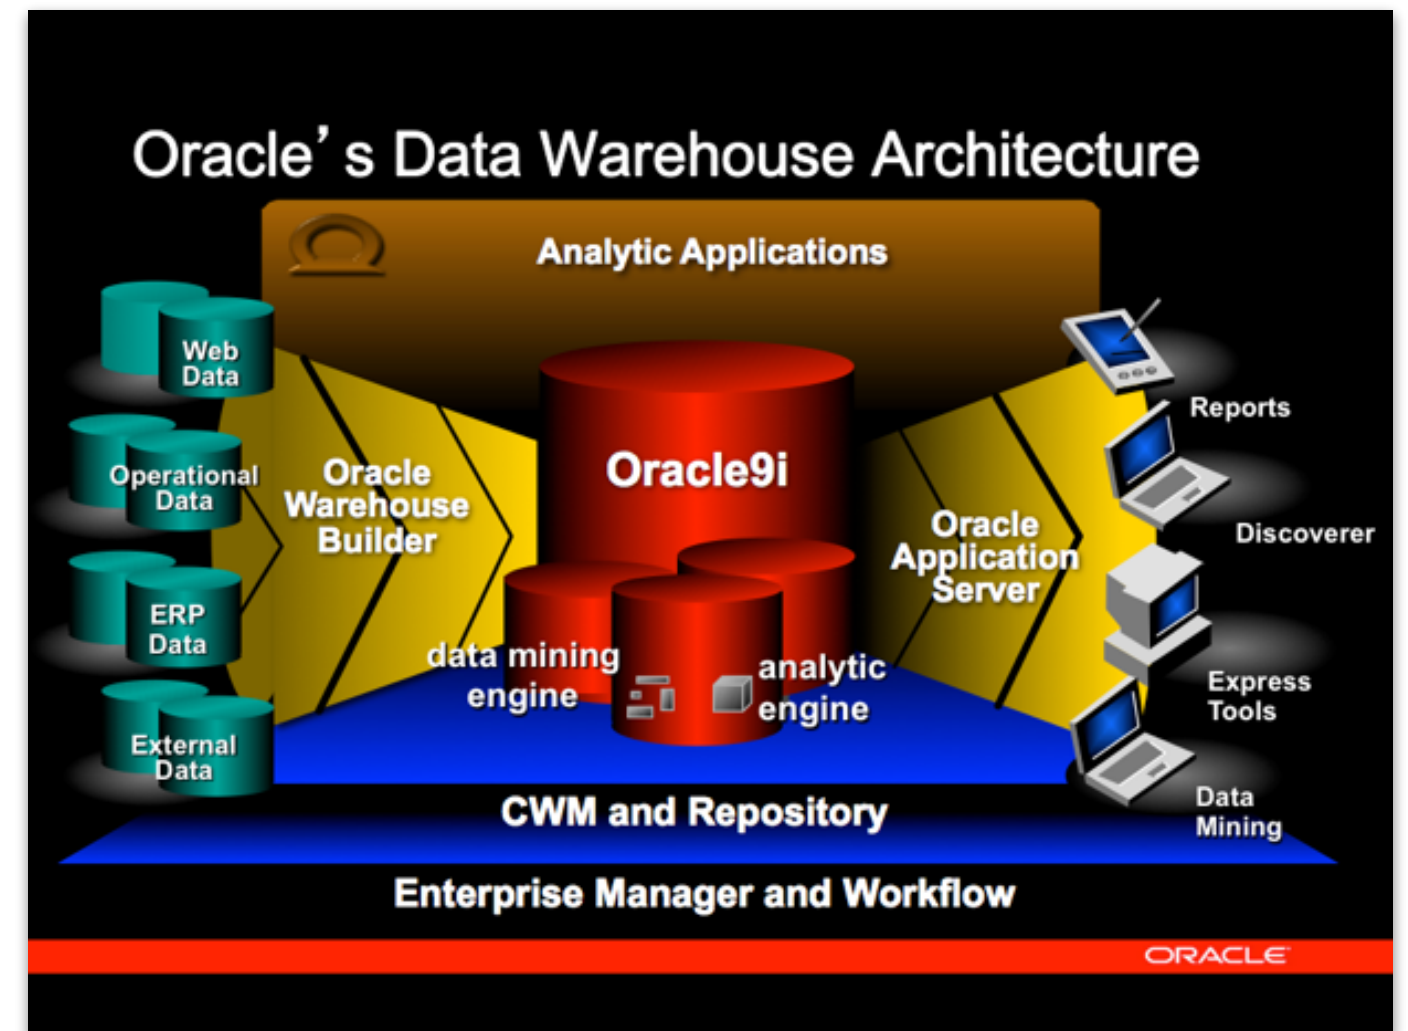 Oracle’s Data Warehouse Architecture
Analytic Applications
Web
Data
Operational
Data
ERP
Data
External
Data
Oracle
Warehouse
Builder
Oracle9i
data mining
engine
analytic
engine
Oracle
Application
Server
Reports
Discoverer
Express
Tools
Data
Mining
CWM and Repository
Enterprise Manager and Workflow
ORACLE